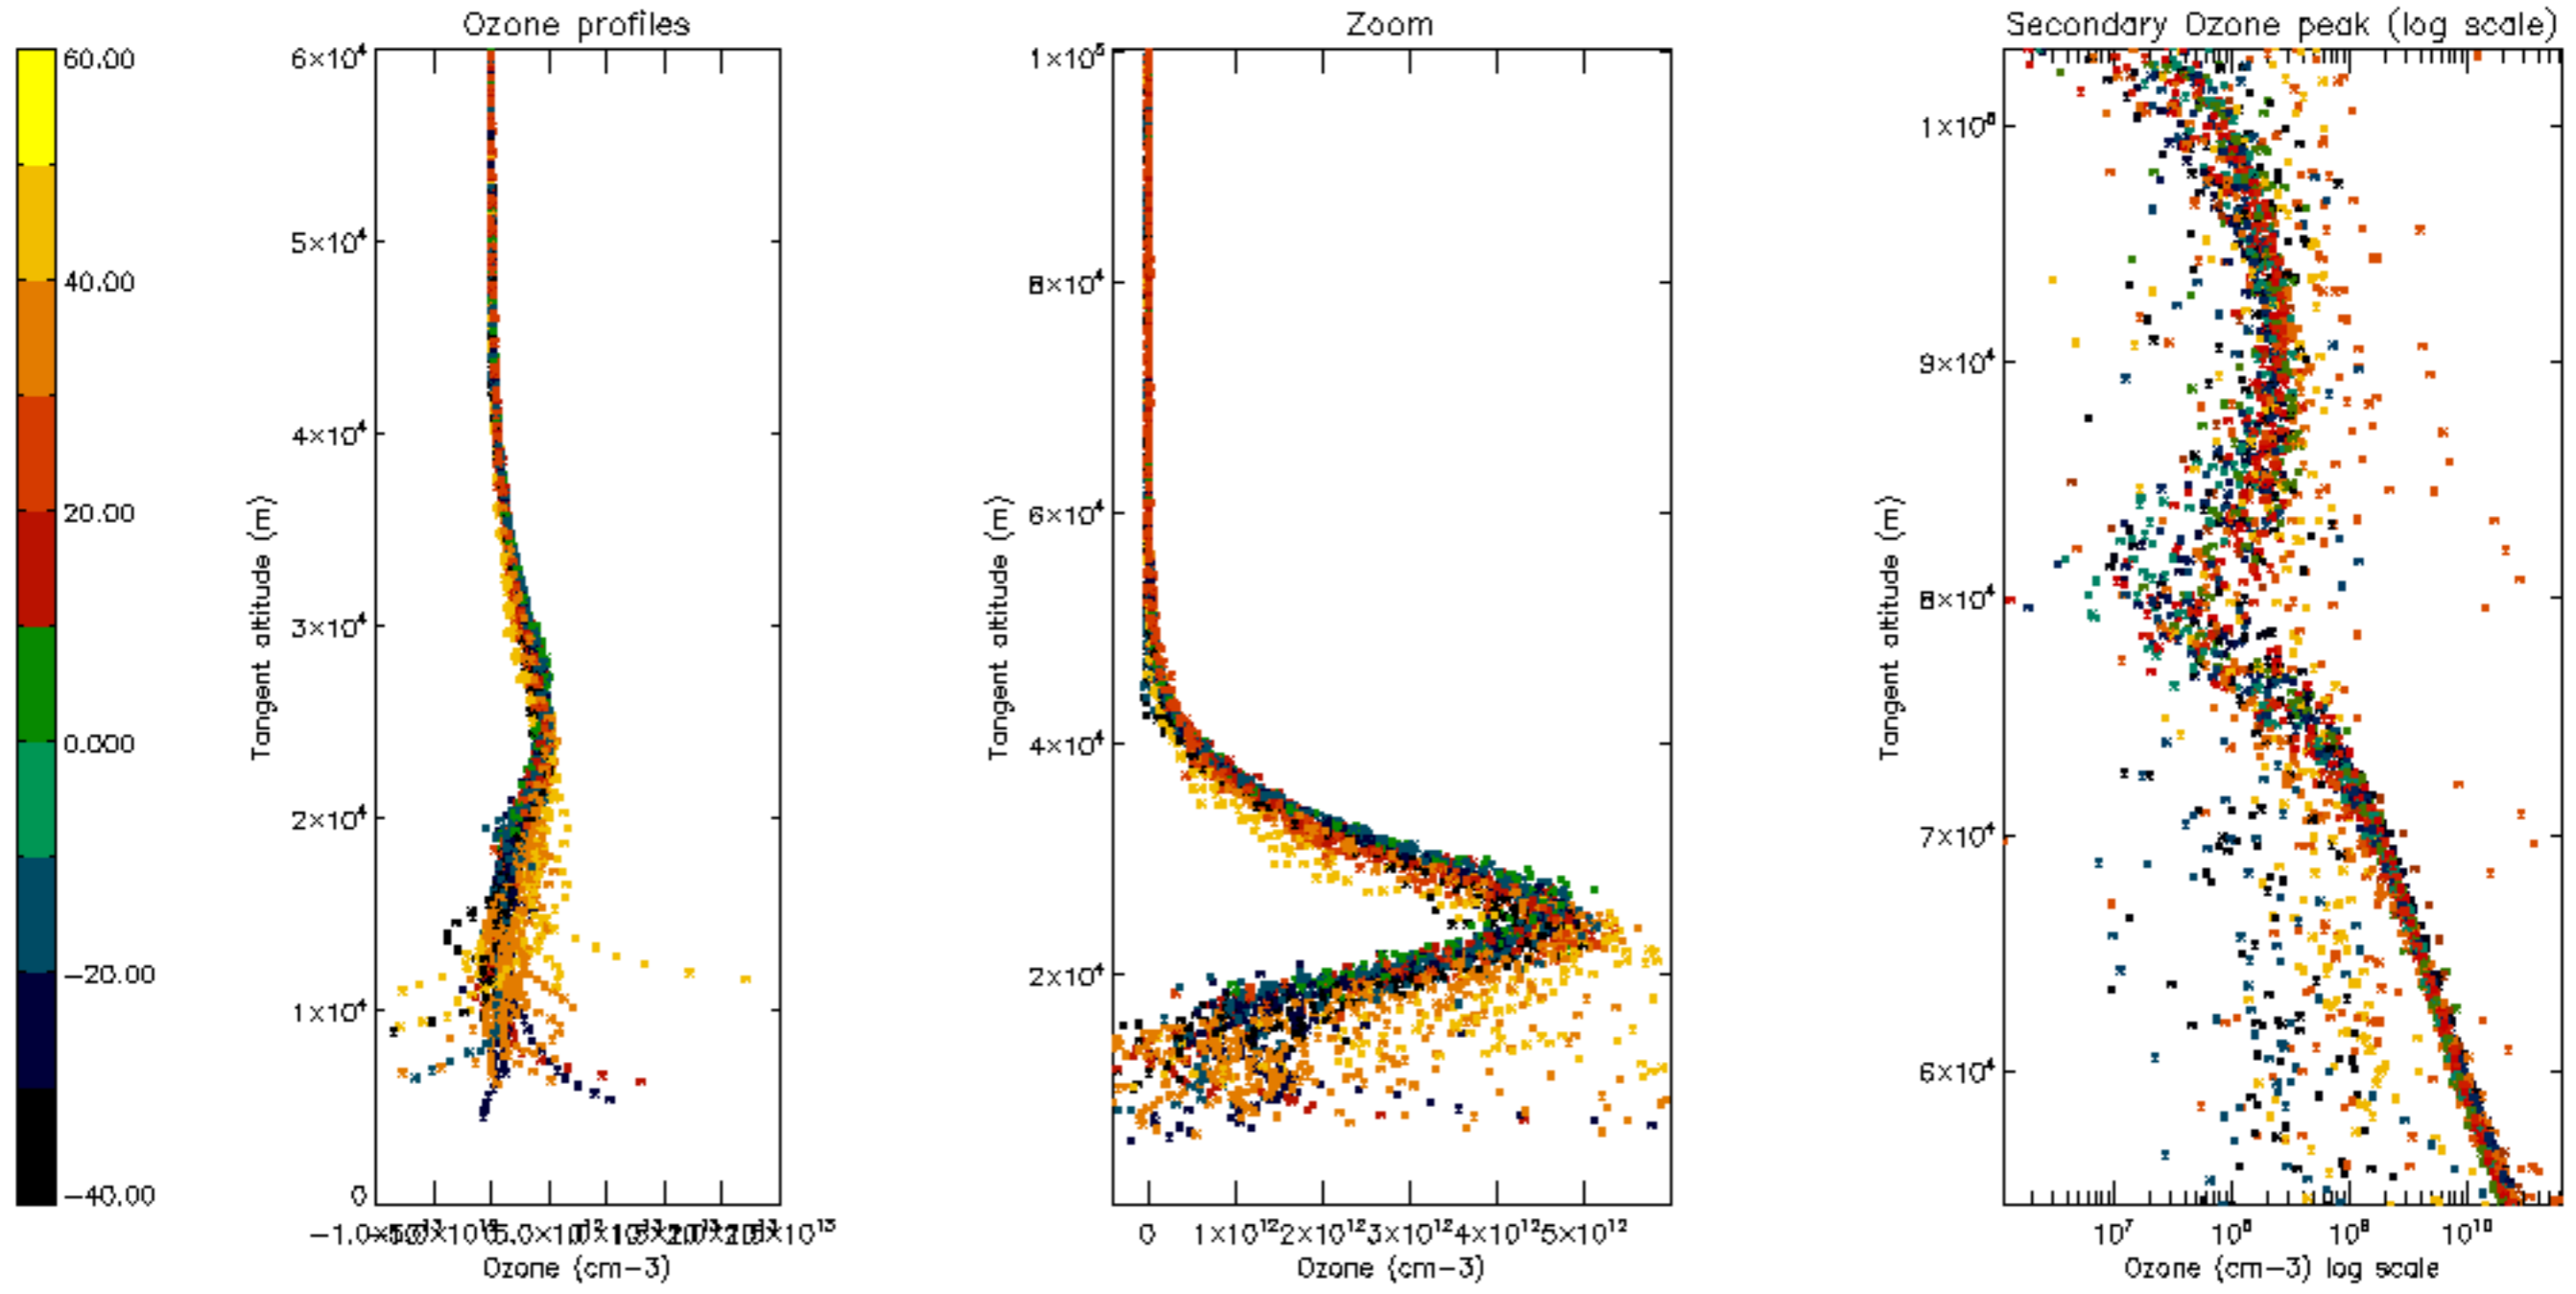 Ozone profiles
Zoom
Secondary Ozone peak (log scale)
60.00
40.00
20.00
0.000
−20.00
−40.00
6×10⁴
5×10⁴
4×10⁴
3×10⁴
2×10⁴
1×10⁴
0
Tangent altitude (m)
Ozone (cm−3)
1×10⁵
8×10⁴
6×10⁴
4×10⁴
2×10⁴
Tangent altitude (m)
0 1×10¹² 2×10¹² 3×10¹² 4×10¹² 5×10¹²
Ozone (cm−3)
1×10⁵
9×10⁴
8×10⁴
7×10⁴
6×10⁴
Tangent altitude (m)
10⁷ 10⁸ 10⁹ 10¹⁰
Ozone (cm−3) log scale